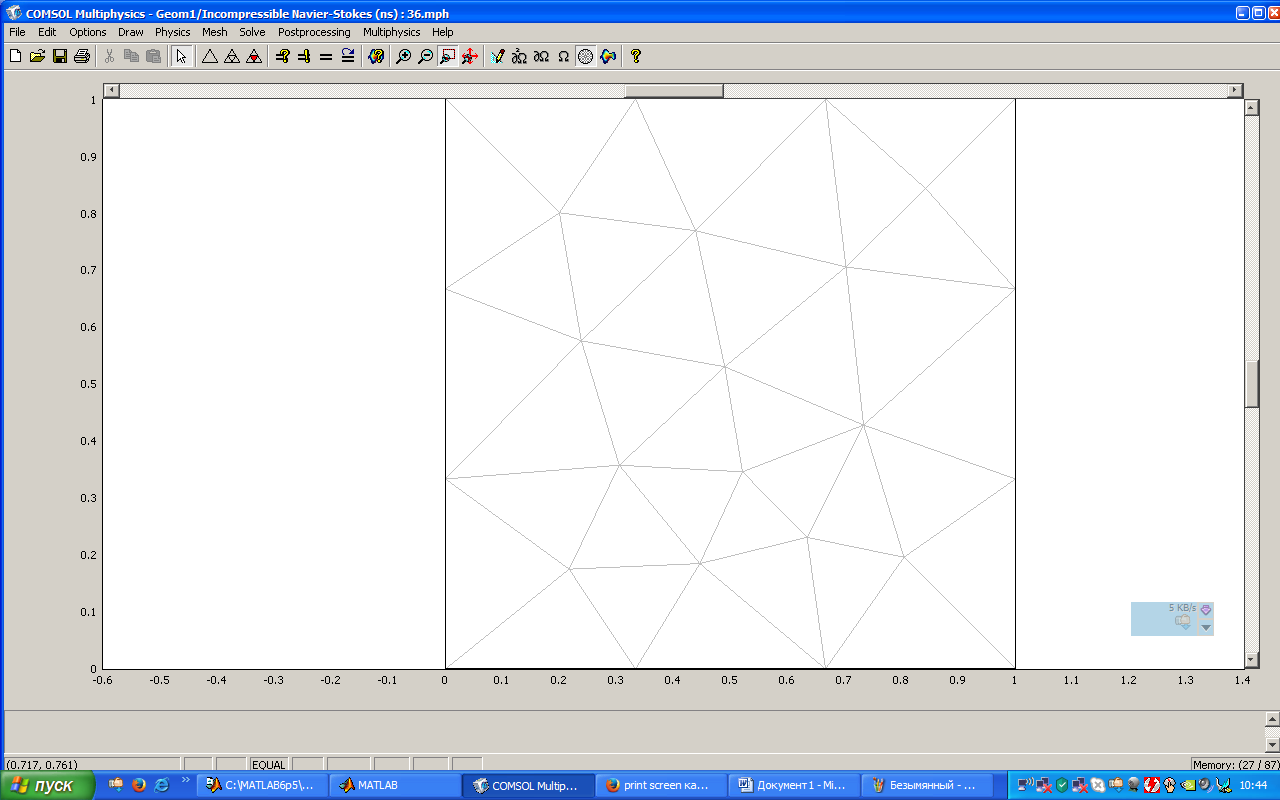 COMSOL Multiphysics - Geom1/Incompressible Navier-Stokes (ns) : 36.mph
File Edit Options Draw Physics Mesh Solve Postprocessing Multiphysics Help
1
0.9
0.8
0.7
0.6
0.5
0.4
0.3
0.2
0.1
0
5 KB/s
-0.6 -0.5 -0.4 -0.3 -0.2 -0.1 0 0.1 0.2 0.3 0.4 0.5 0.6 0.7 0.8 0.9 1 1.1 1.2 1.3 1.4
(0.717, 0.761) EQUAL Memory: (27 / 87)
пуск C:\MATLAB6p5\... MATLAB COMSOL Multip... print screen ка... Документ1 - Mi... Безымянный - ... 10:44